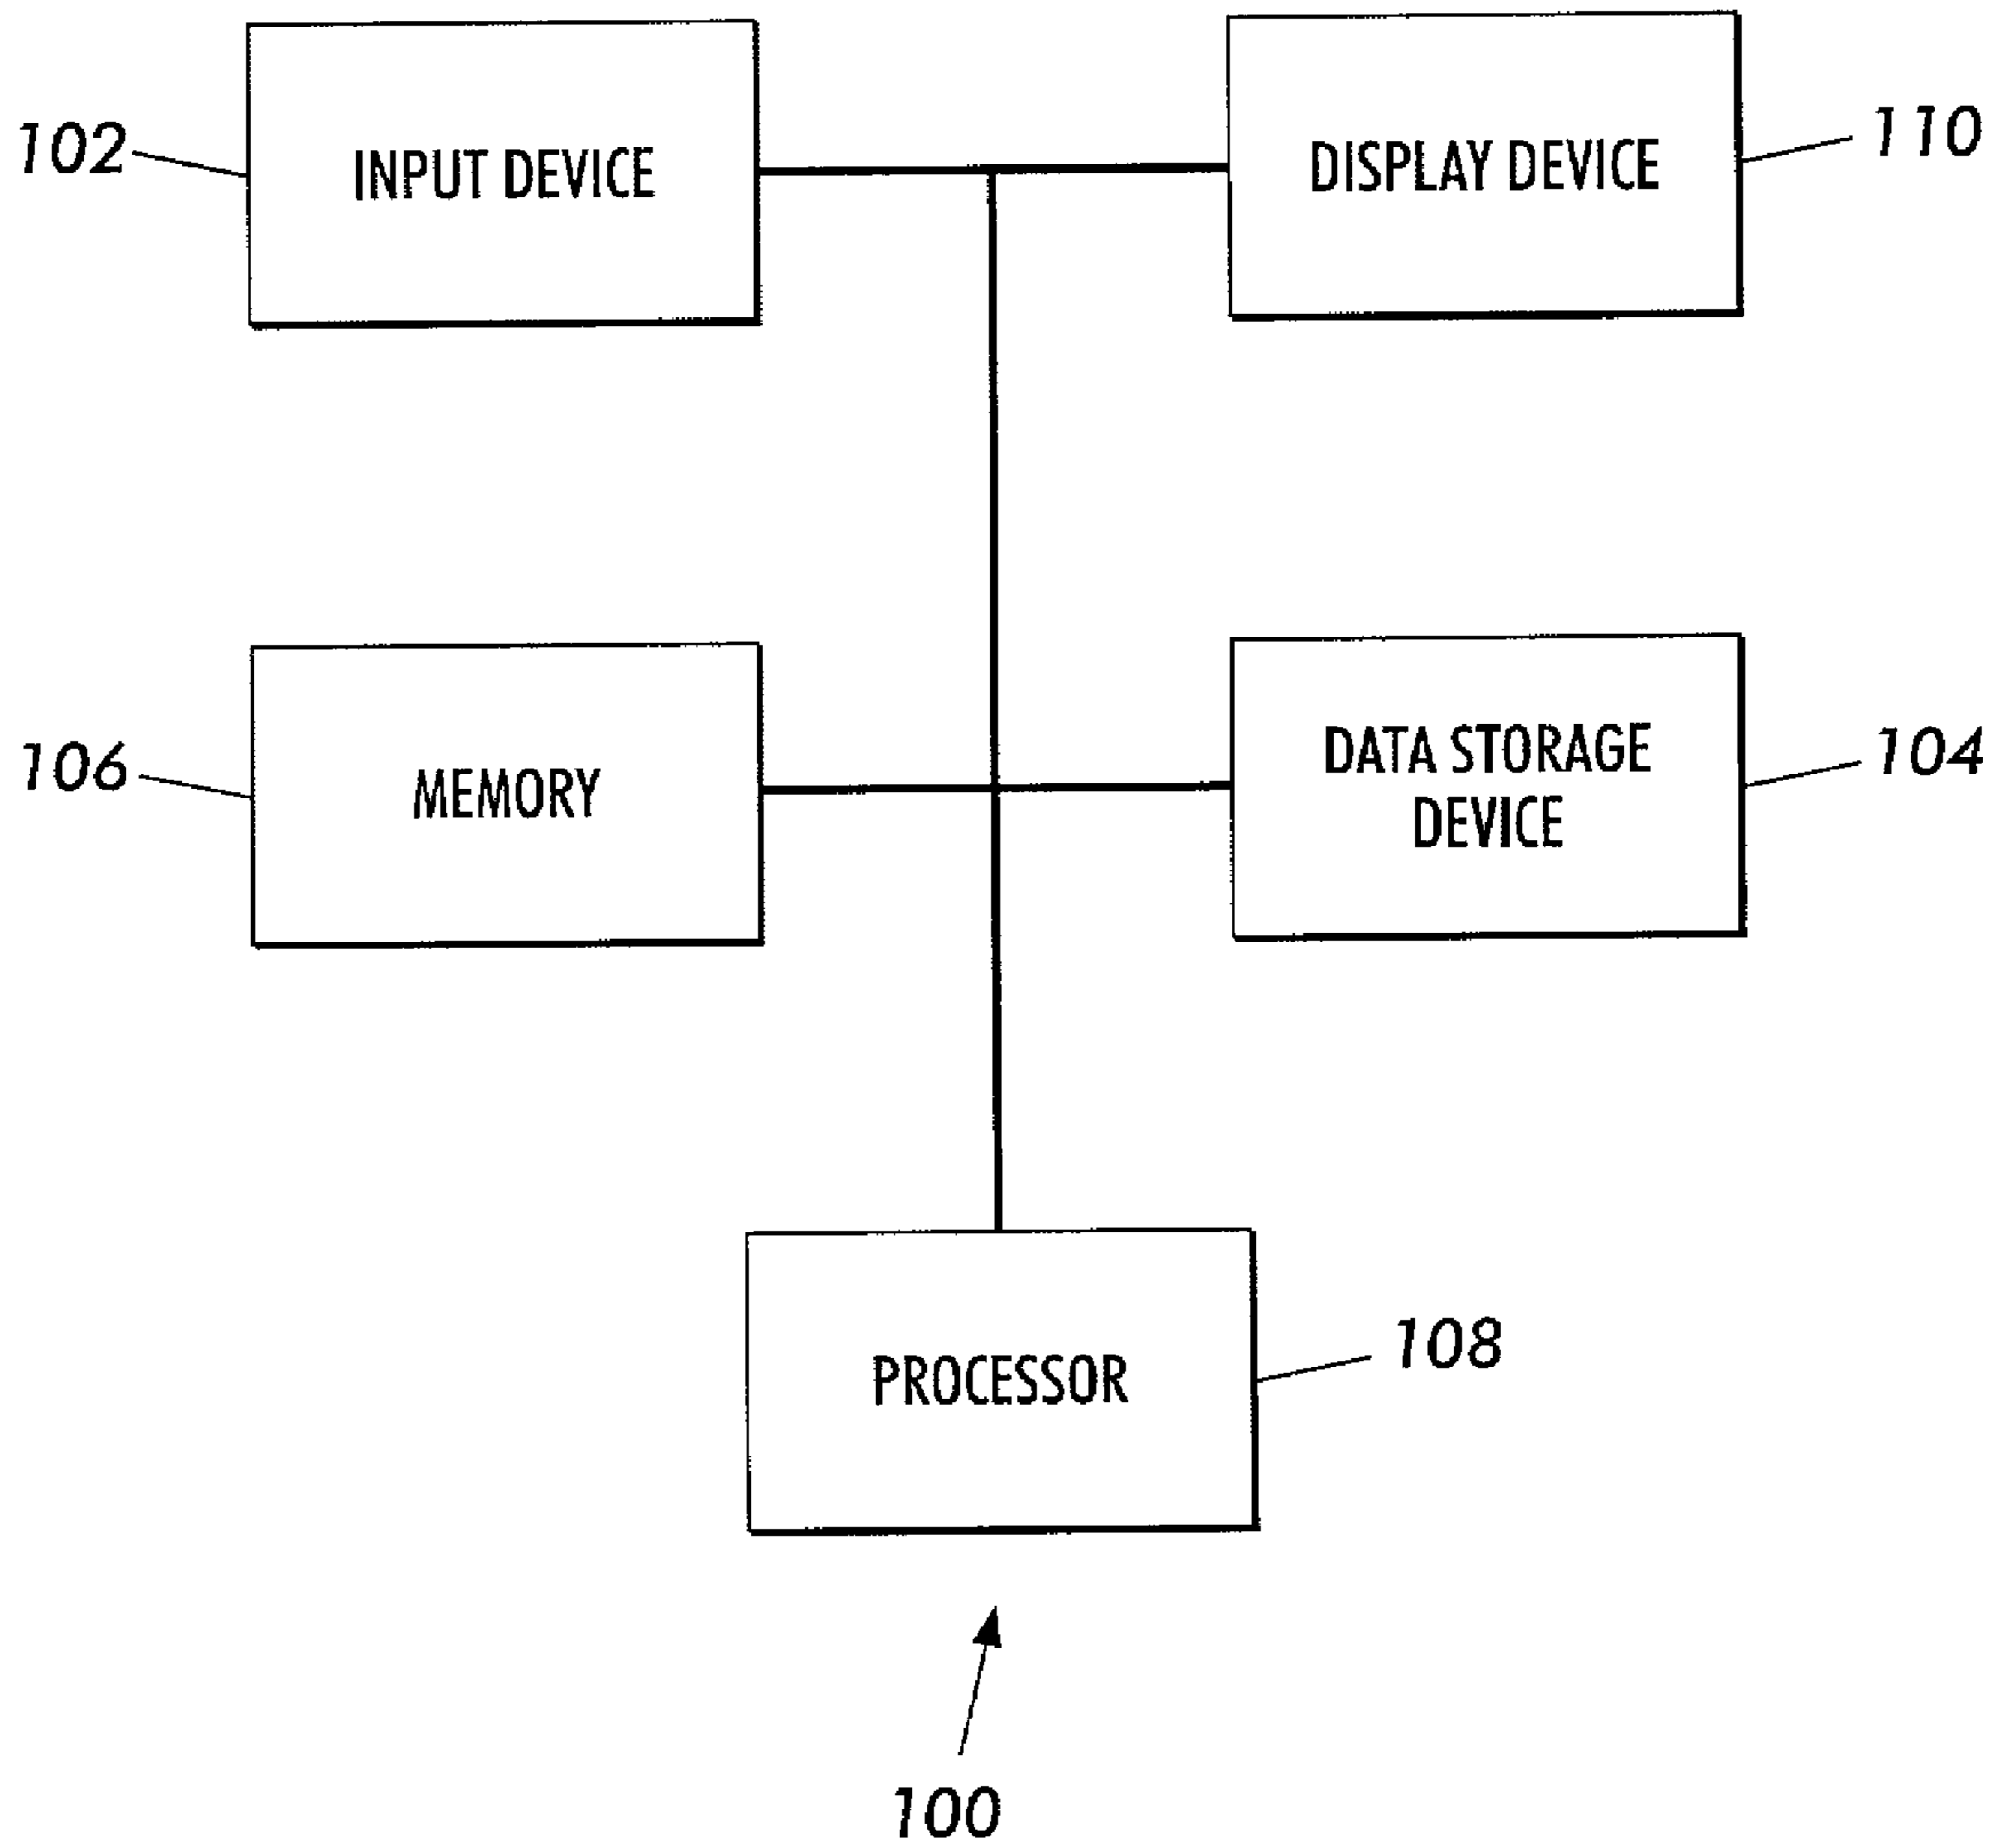 102
INPUT DEVICE
DISPLAY DEVICE
110
106
MEMORY
DATA STORAGE
DEVICE
104
PROCESSOR
108
100